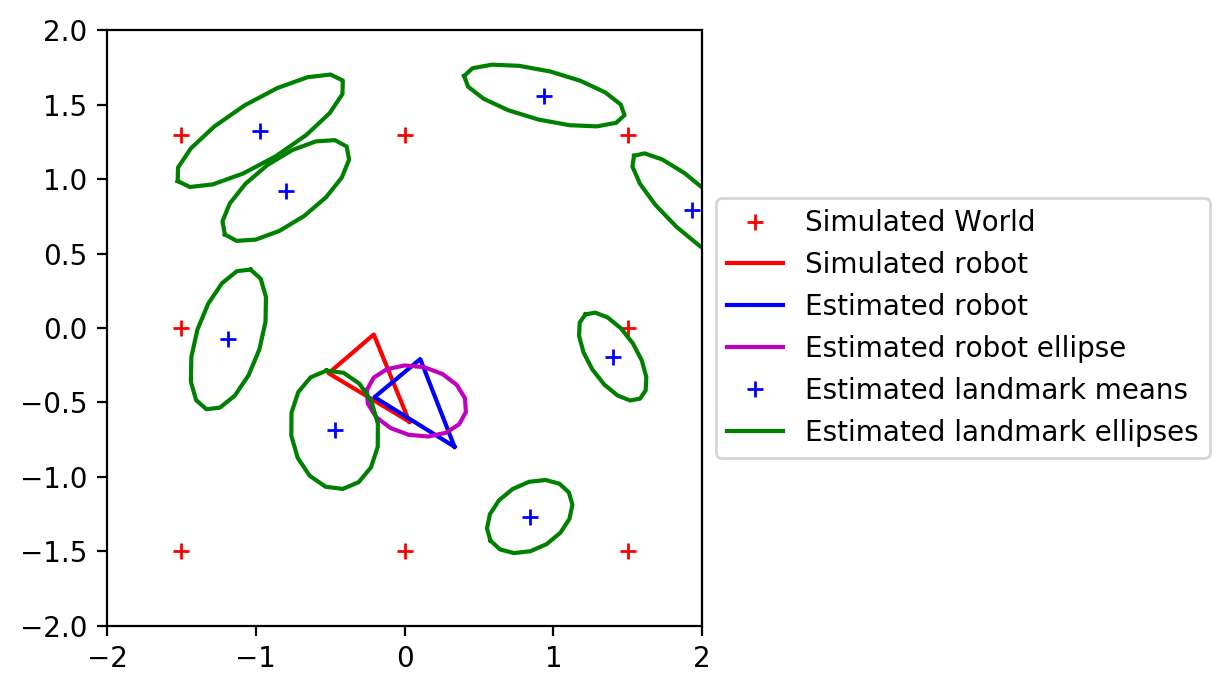 2.0
1.5
1.0
0.5
0.0
−0.5
−1.0
−1.5
−2.0
−2
−1
0
1
2
Simulated World
Simulated robot
Estimated robot
Estimated robot ellipse
Estimated landmark means
Estimated landmark ellipses